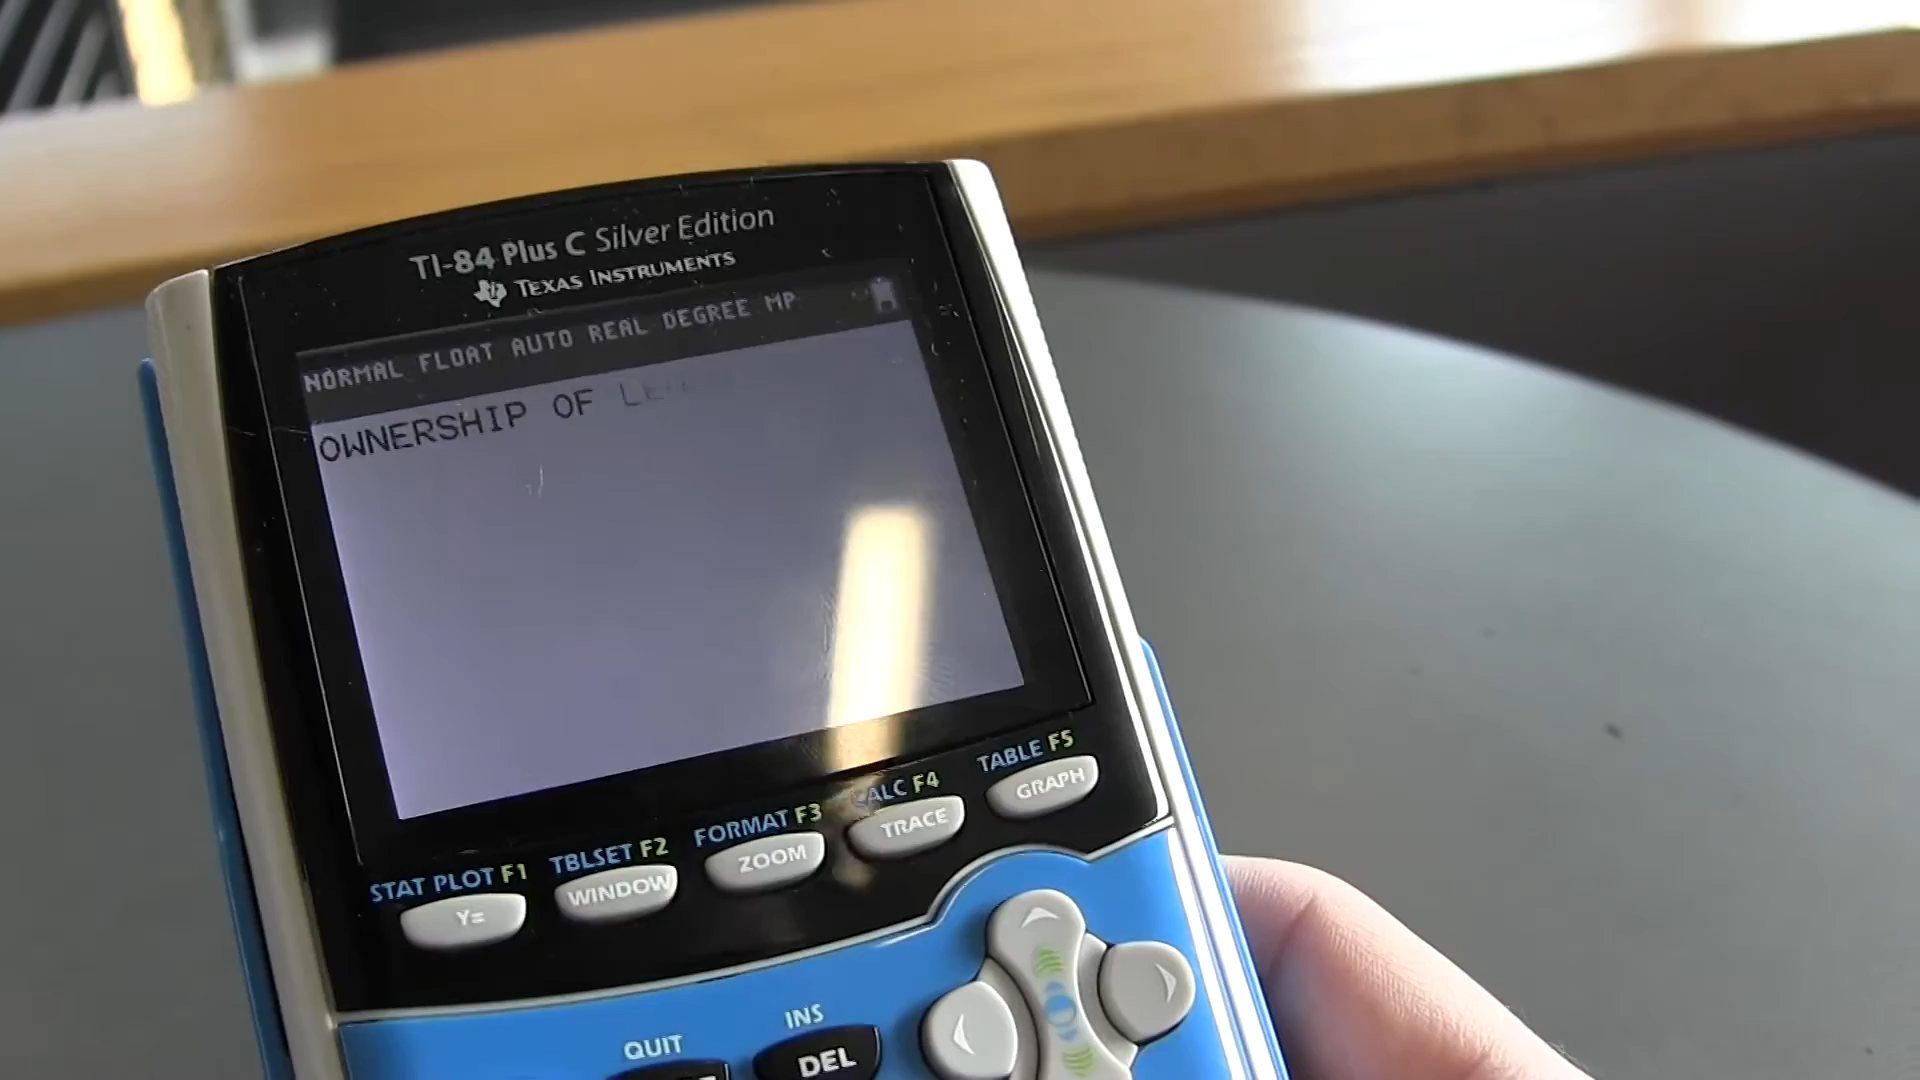 TI-84 Plus C Silver Edition
TEXAS INSTRUMENTS
NORMAL FLOAT AUTO REAL DEGREE MP
OWNERSHIP OF
STAT PLOT F1 TBLSET F2 FORMAT F3 CALC F4 TABLE F5
Y= WINDOW ZOOM TRACE GRAPH
QUIT INS
DEL